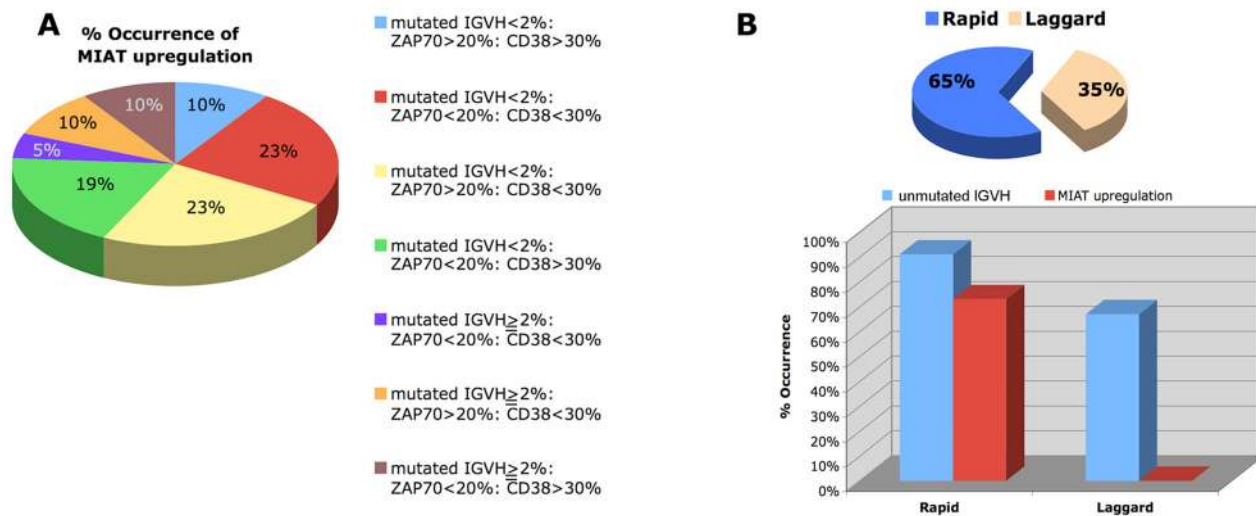 A
% Occurrence of
MIAT upregulation
10%
23%
23%
19%
5%
10%
10%
mutated IGVH<2%:
ZAP70>20%: CD38>30%
mutated IGVH<2%:
ZAP70<20%: CD38<30%
mutated IGVH<2%:
ZAP70>20%: CD38<30%
mutated IGVH<2%:
ZAP70<20%: CD38>30%
mutated IGVH≥2%:
ZAP70<20%: CD38<30%
mutated IGVH≥2%:
ZAP70>20%: CD38<30%
mutated IGVH≥2%:
ZAP70<20%: CD38>30%
B
Rapid Laggard
65%
35%
unmutated IGVH MIAT upregulation
% Occurrence
100%
90%
80%
70%
60%
50%
40%
30%
20%
10%
0%
Rapid Laggard